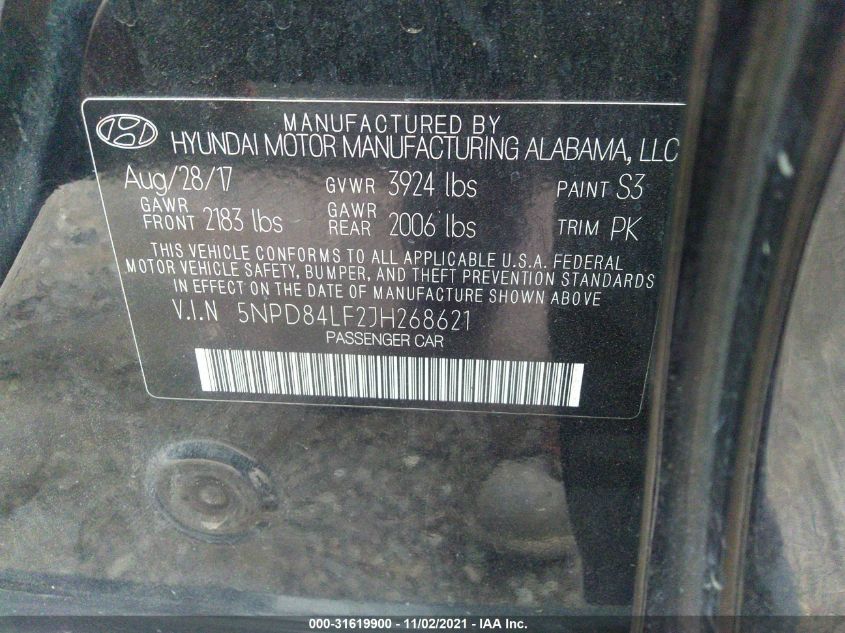 MANUFACTURED BY
HYUNDAI MOTOR MANUFACTURING ALABAMA, LLC
Aug/28/17 GVWR 3924 lbs PAINT S3
GAWR FRONT 2183 lbs GAWR REAR 2006 lbs TRIM PK
THIS VEHICLE CONFORMS TO ALL APPLICABLE U.S.A. FEDERAL
MOTOR VEHICLE SAFETY, BUMPER, AND THEFT PREVENTION STANDARDS
IN EFFECT ON THE DATE OF MANUFACTURE SHOWN ABOVE
V.I.N 5NPD84LF2JH268621
PASSENGER CAR
000-31619900 - 11/02/2021 - IAA Inc.